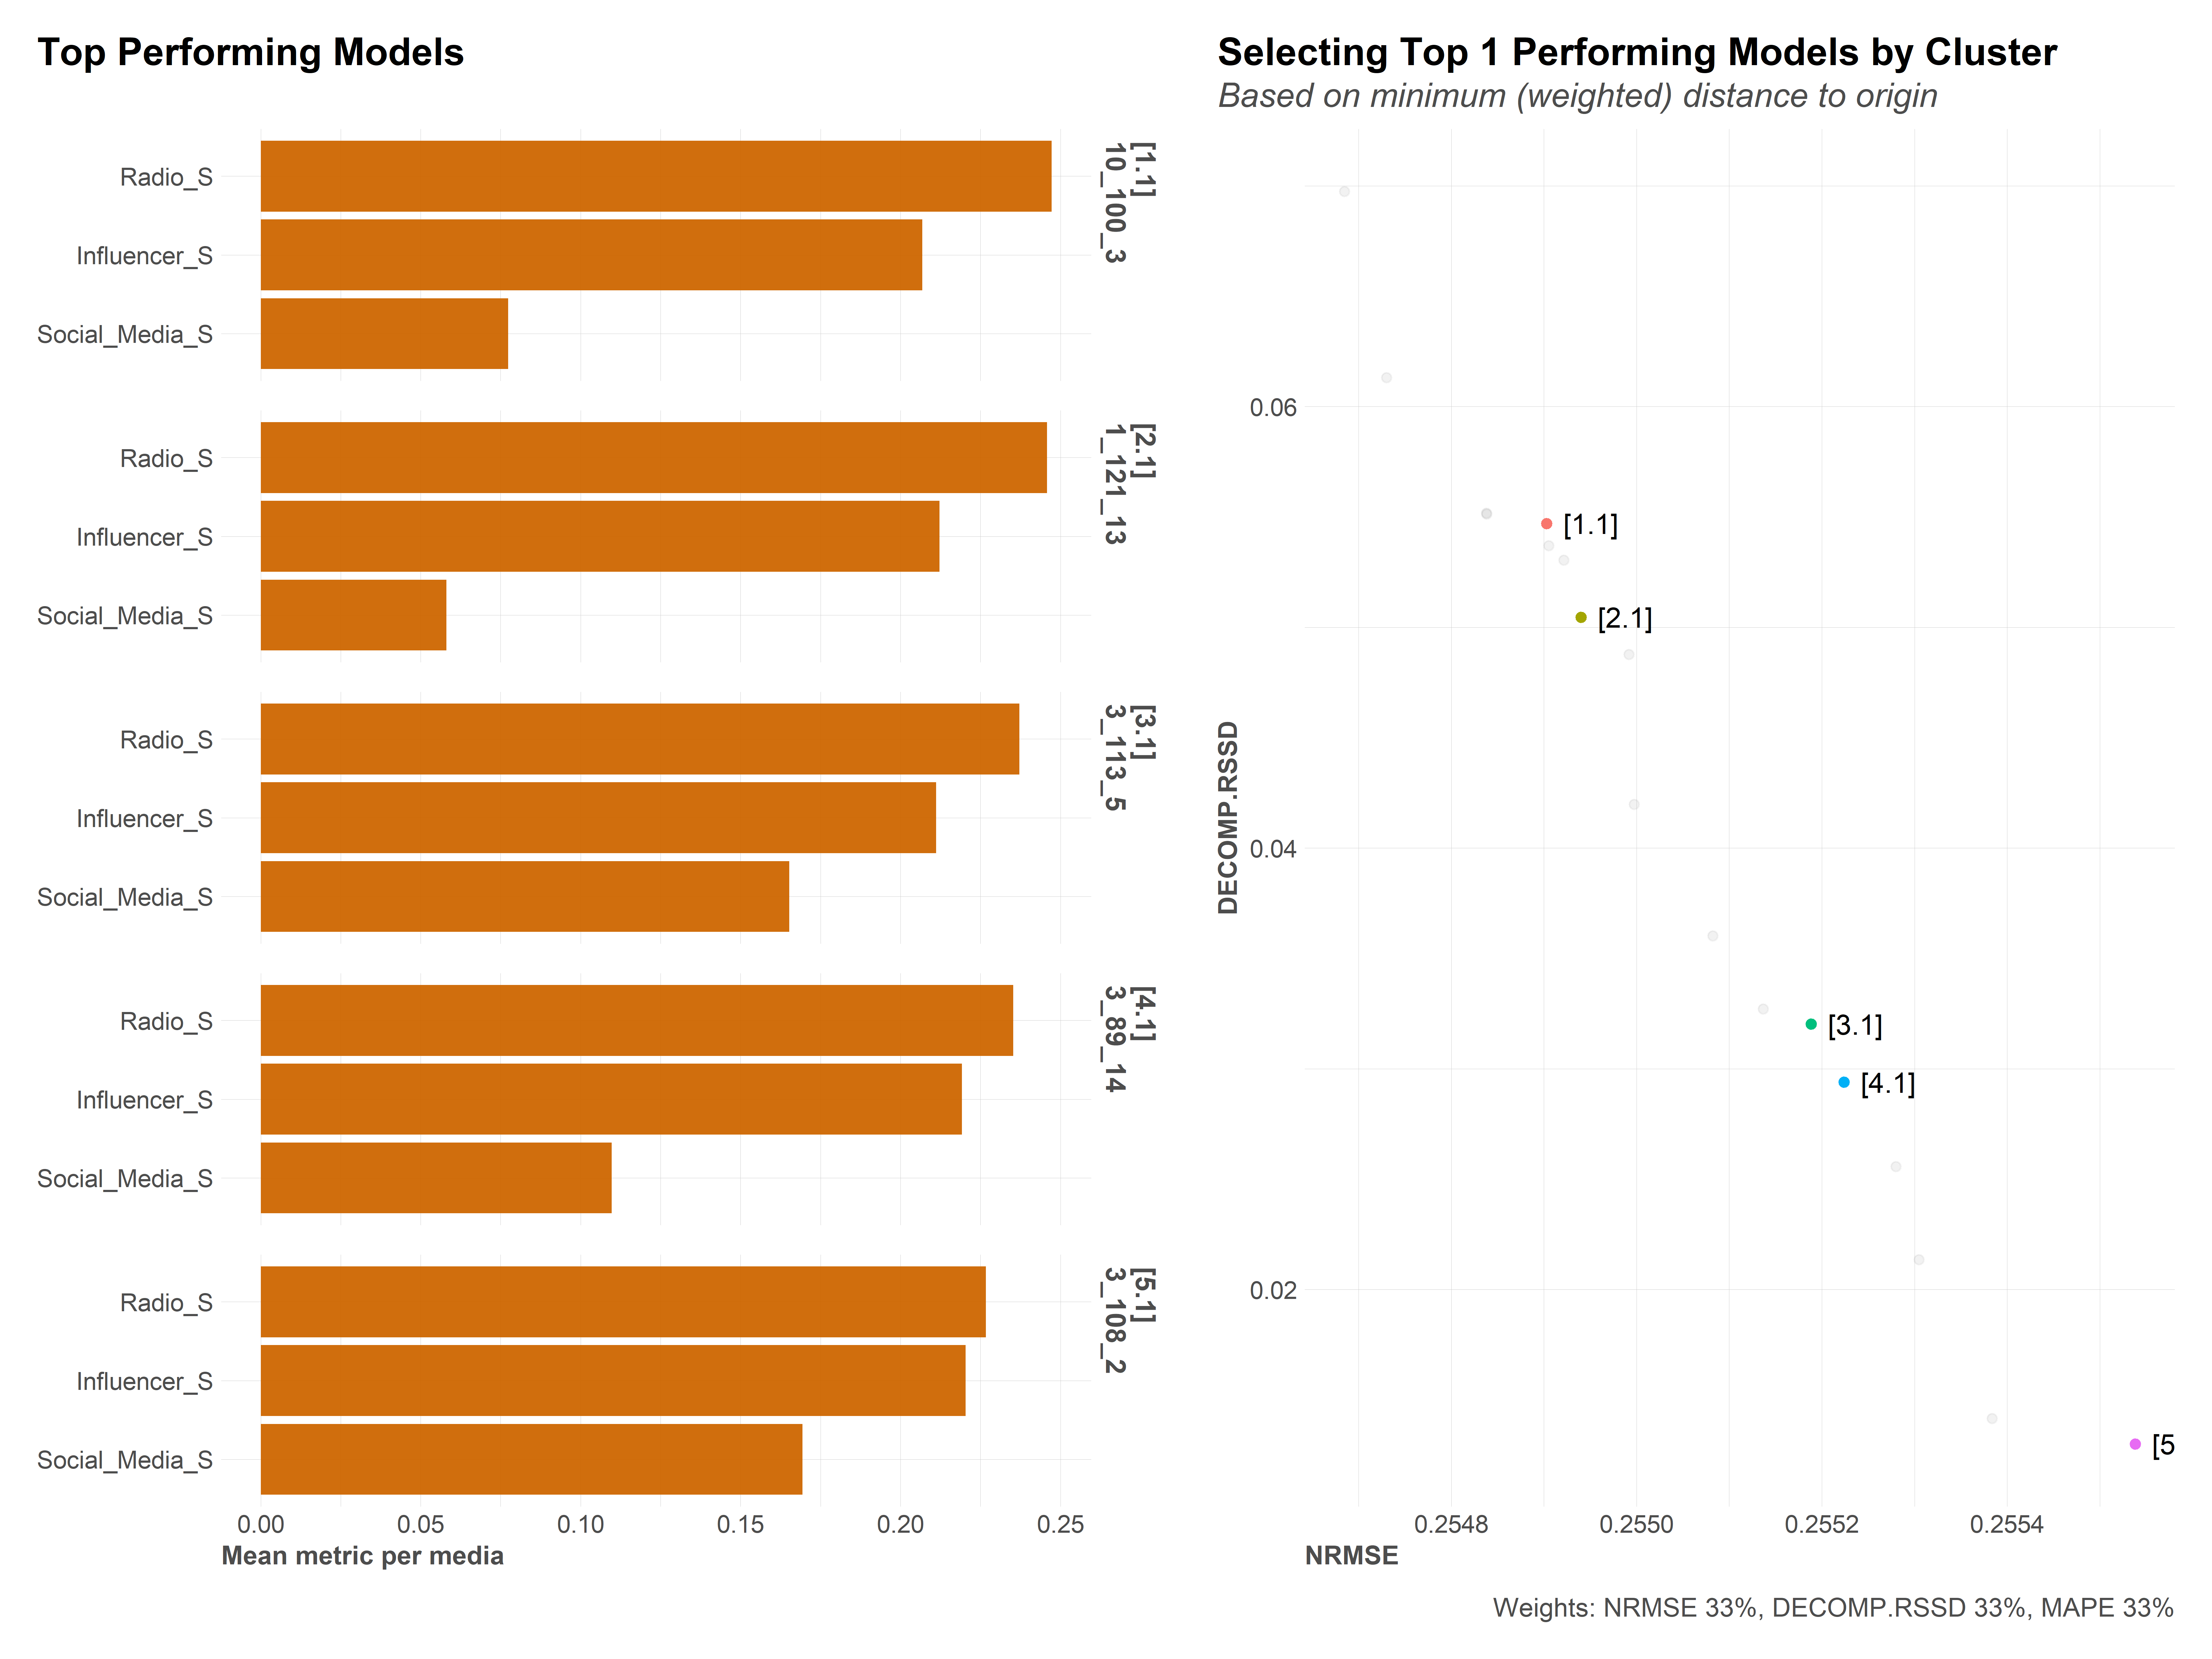 Top Performing Models
Radio_S
Influencer_S
Social_Media_S
[1.1]
10_100_3
Radio_S
Influencer_S
Social_Media_S
[2.1]
1_121_13
Radio_S
Influencer_S
Social_Media_S
[3.1]
3_113_5
Radio_S
Influencer_S
Social_Media_S
[4.1]
3_89_14
Radio_S
Influencer_S
Social_Media_S
[5.1]
3_108_2
0.00 0.05 0.10 0.15 0.20 0.25
Mean metric per media
Selecting Top 1 Performing Models by Cluster
Based on minimum (weighted) distance to origin
DECOMP.RSSD
0.06
0.04
0.02
[1.1]
[2.1]
[3.1]
[4.1]
[5
0.2548 0.2550 0.2552 0.2554
NRMSE
Weights: NRMSE 33%, DECOMP.RSSD 33%, MAPE 33%